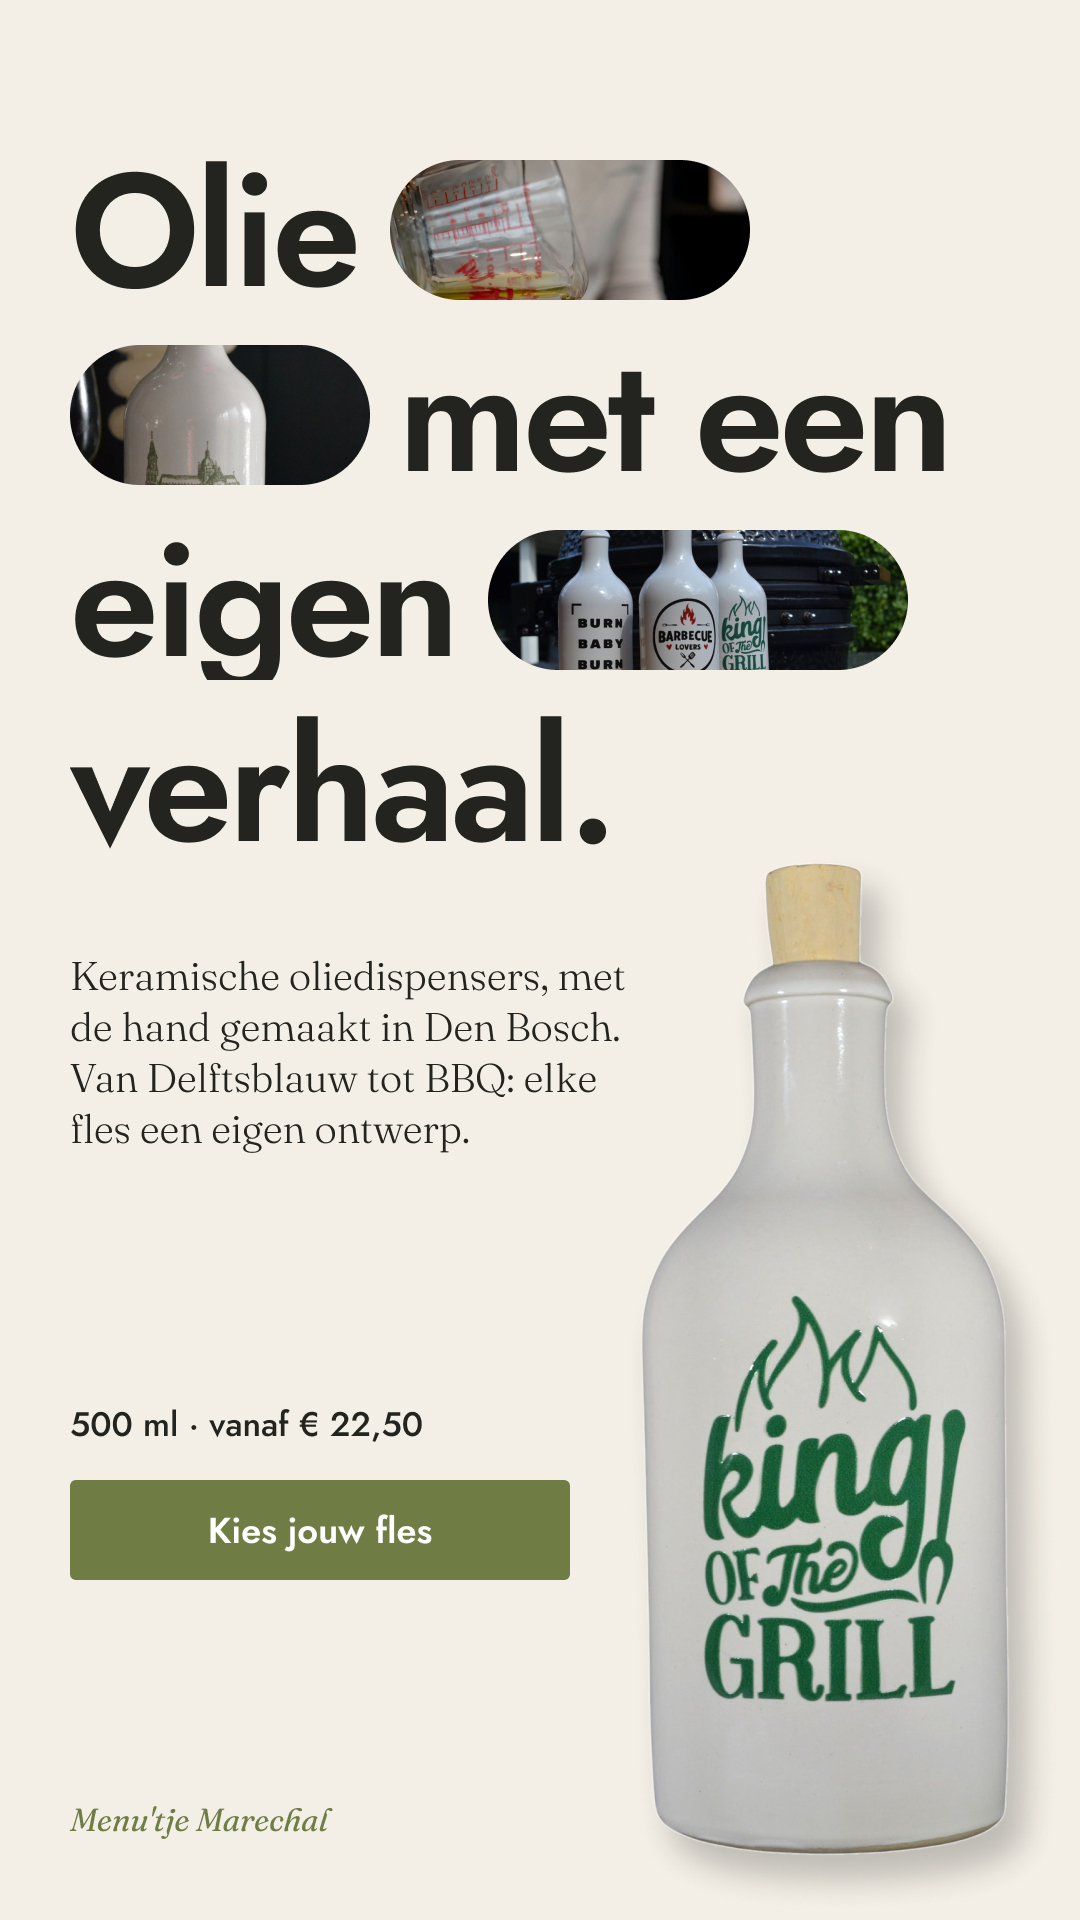 Olie
met een
eigen
BURN
BABY
BURN
BARBECUE
LOVERS
king!
OF The
GRILL
verhaal.
Keramische oliedispensers, met
de hand gemaakt in Den Bosch.
Van Delftsblauw tot BBQ: elke
fles een eigen ontwerp.
500 ml · vanaf € 22,50
Kies jouw fles
king!
OF The
GRILL
Menu'tje Marechal